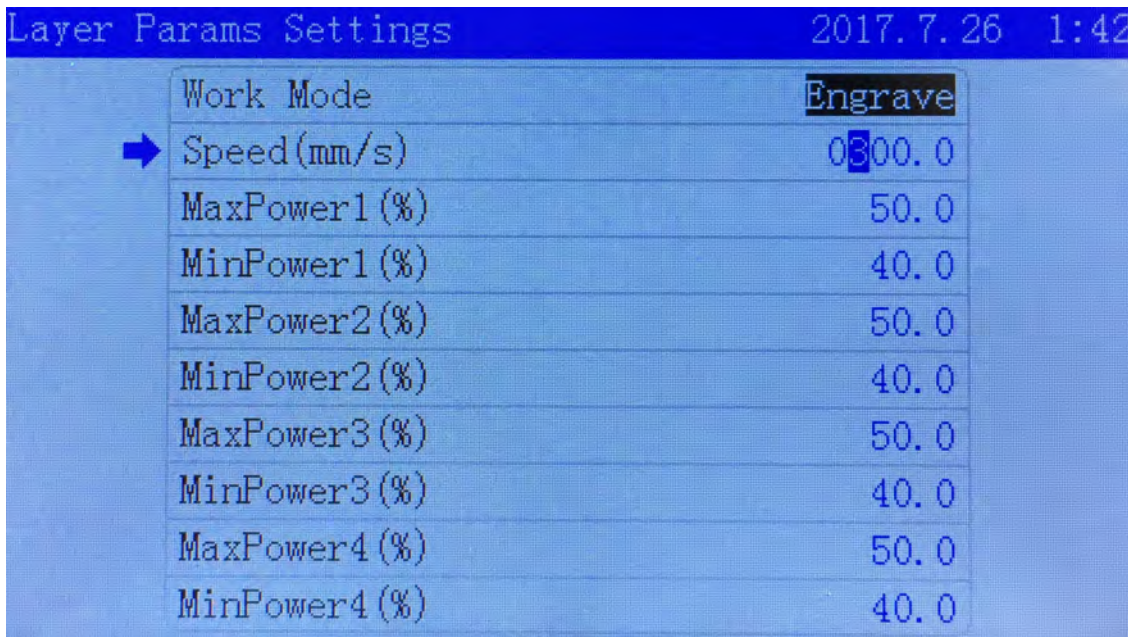 Layer Params Settings 2017.7.26 1:42
Work Mode Engrave
Speed(mm/s) 0300.0
MaxPower1(%) 50.0
MinPower1(%) 40.0
MaxPower2(%) 50.0
MinPower2(%) 40.0
MaxPower3(%) 50.0
MinPower3(%) 40.0
MaxPower4(%) 50.0
MinPower4(%) 40.0